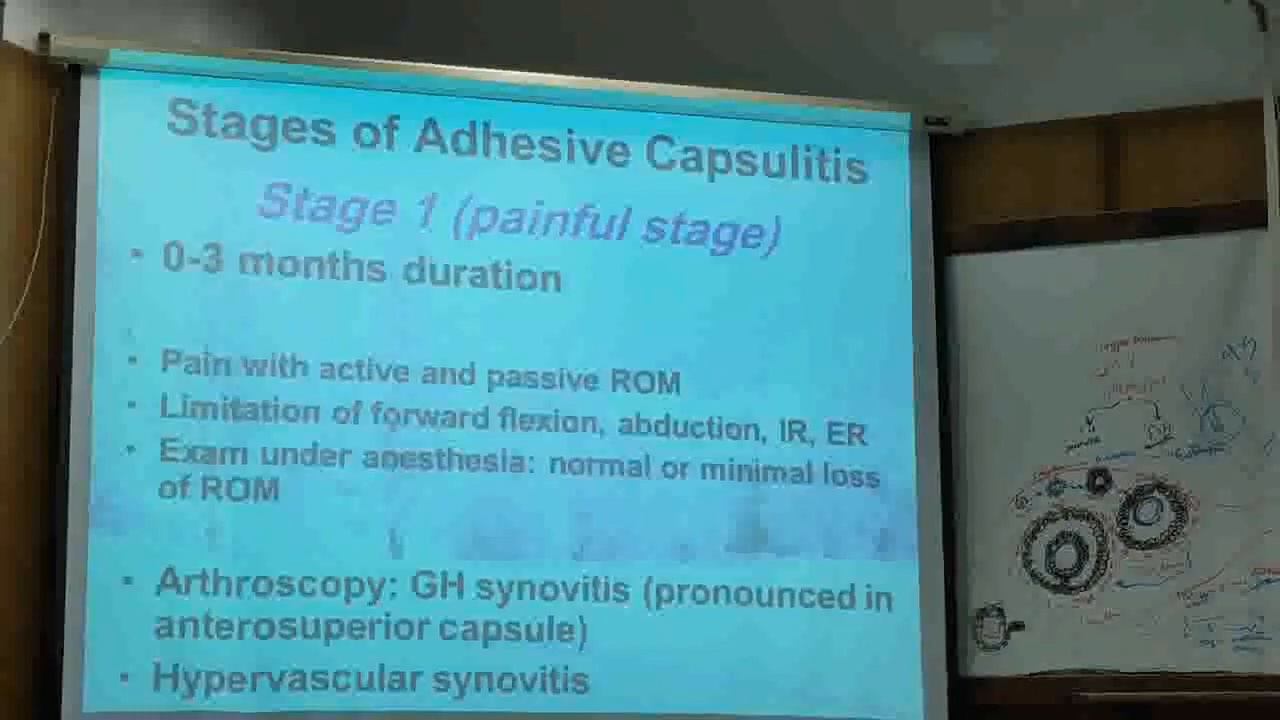 Stages of Adhesive Capsulitis
Stage 1 (painful stage)
• 0-3 months duration
• Pain with active and passive ROM
• Limitation of forward flexion, abduction, IR, ER
• Exam under anesthesia: normal or minimal loss
of ROM
• Arthroscopy: GH synovitis (pronounced in
anterosuperior capsule)
• Hypervascular synovitis